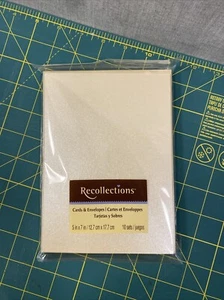 Recollections
Cards & Envelopes / Cartes et Enveloppes
Tarjetas y Sobres
5 in x 7 in / 12.7 cm x 17.7 cm 10 sets / juegos